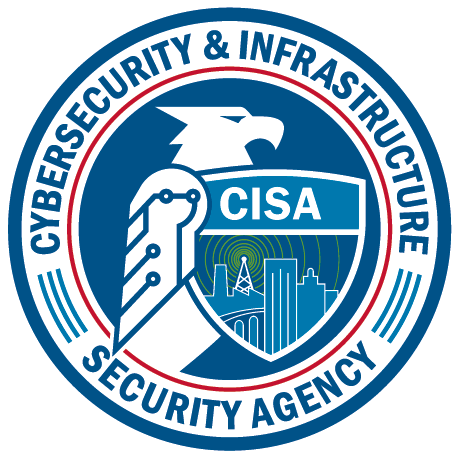 CYBERSECURITY & INFRASTRUCTURE
SECURITY AGENCY
CISA